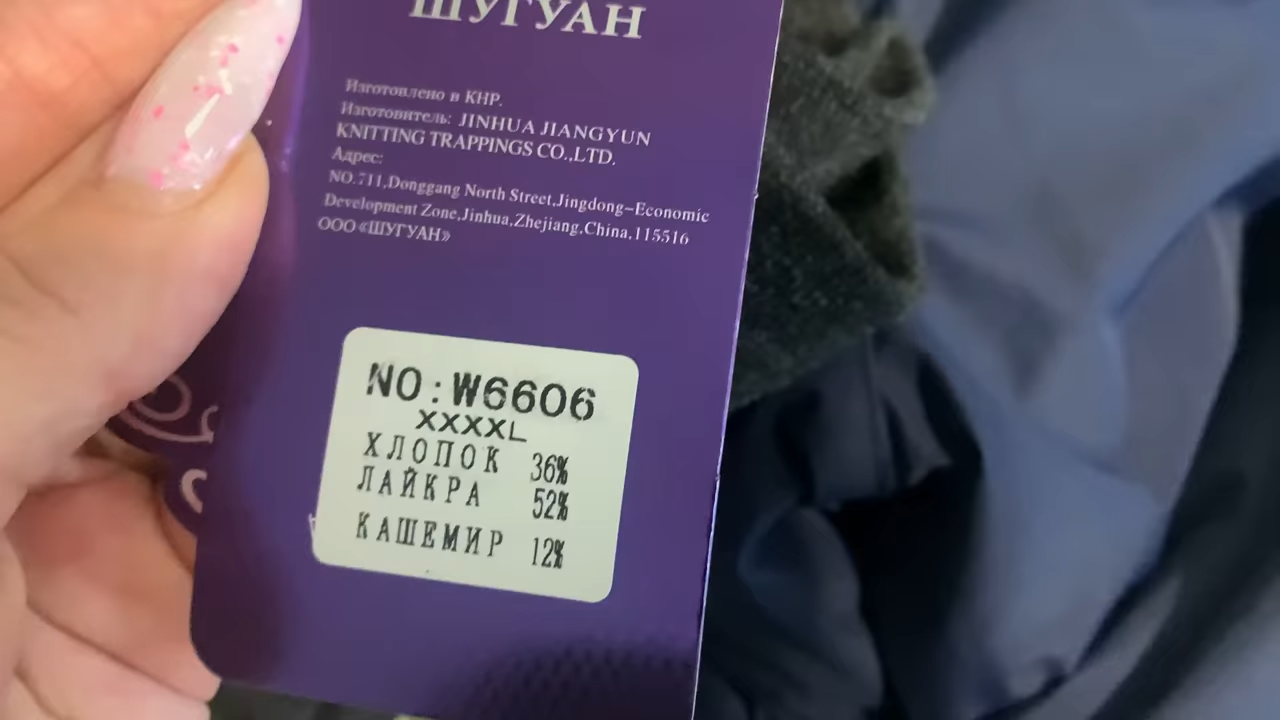 ШУГУАН
Изготовлено в КНР.
Изготовитель: JINHUA JIANGYUN
KNITTING TRAPPINGS CO.,LTD.
Адрес:
NO.711,Donggang North Street,Jingdong-Economic
Development Zone,Jinhua,Zhejiang,China,115516
ООО «ШУГУАН»
NO:W6606
XXXXL
ХЛОПОК 36%
ЛАЙКРА 52%
КАШЕМИР 12%